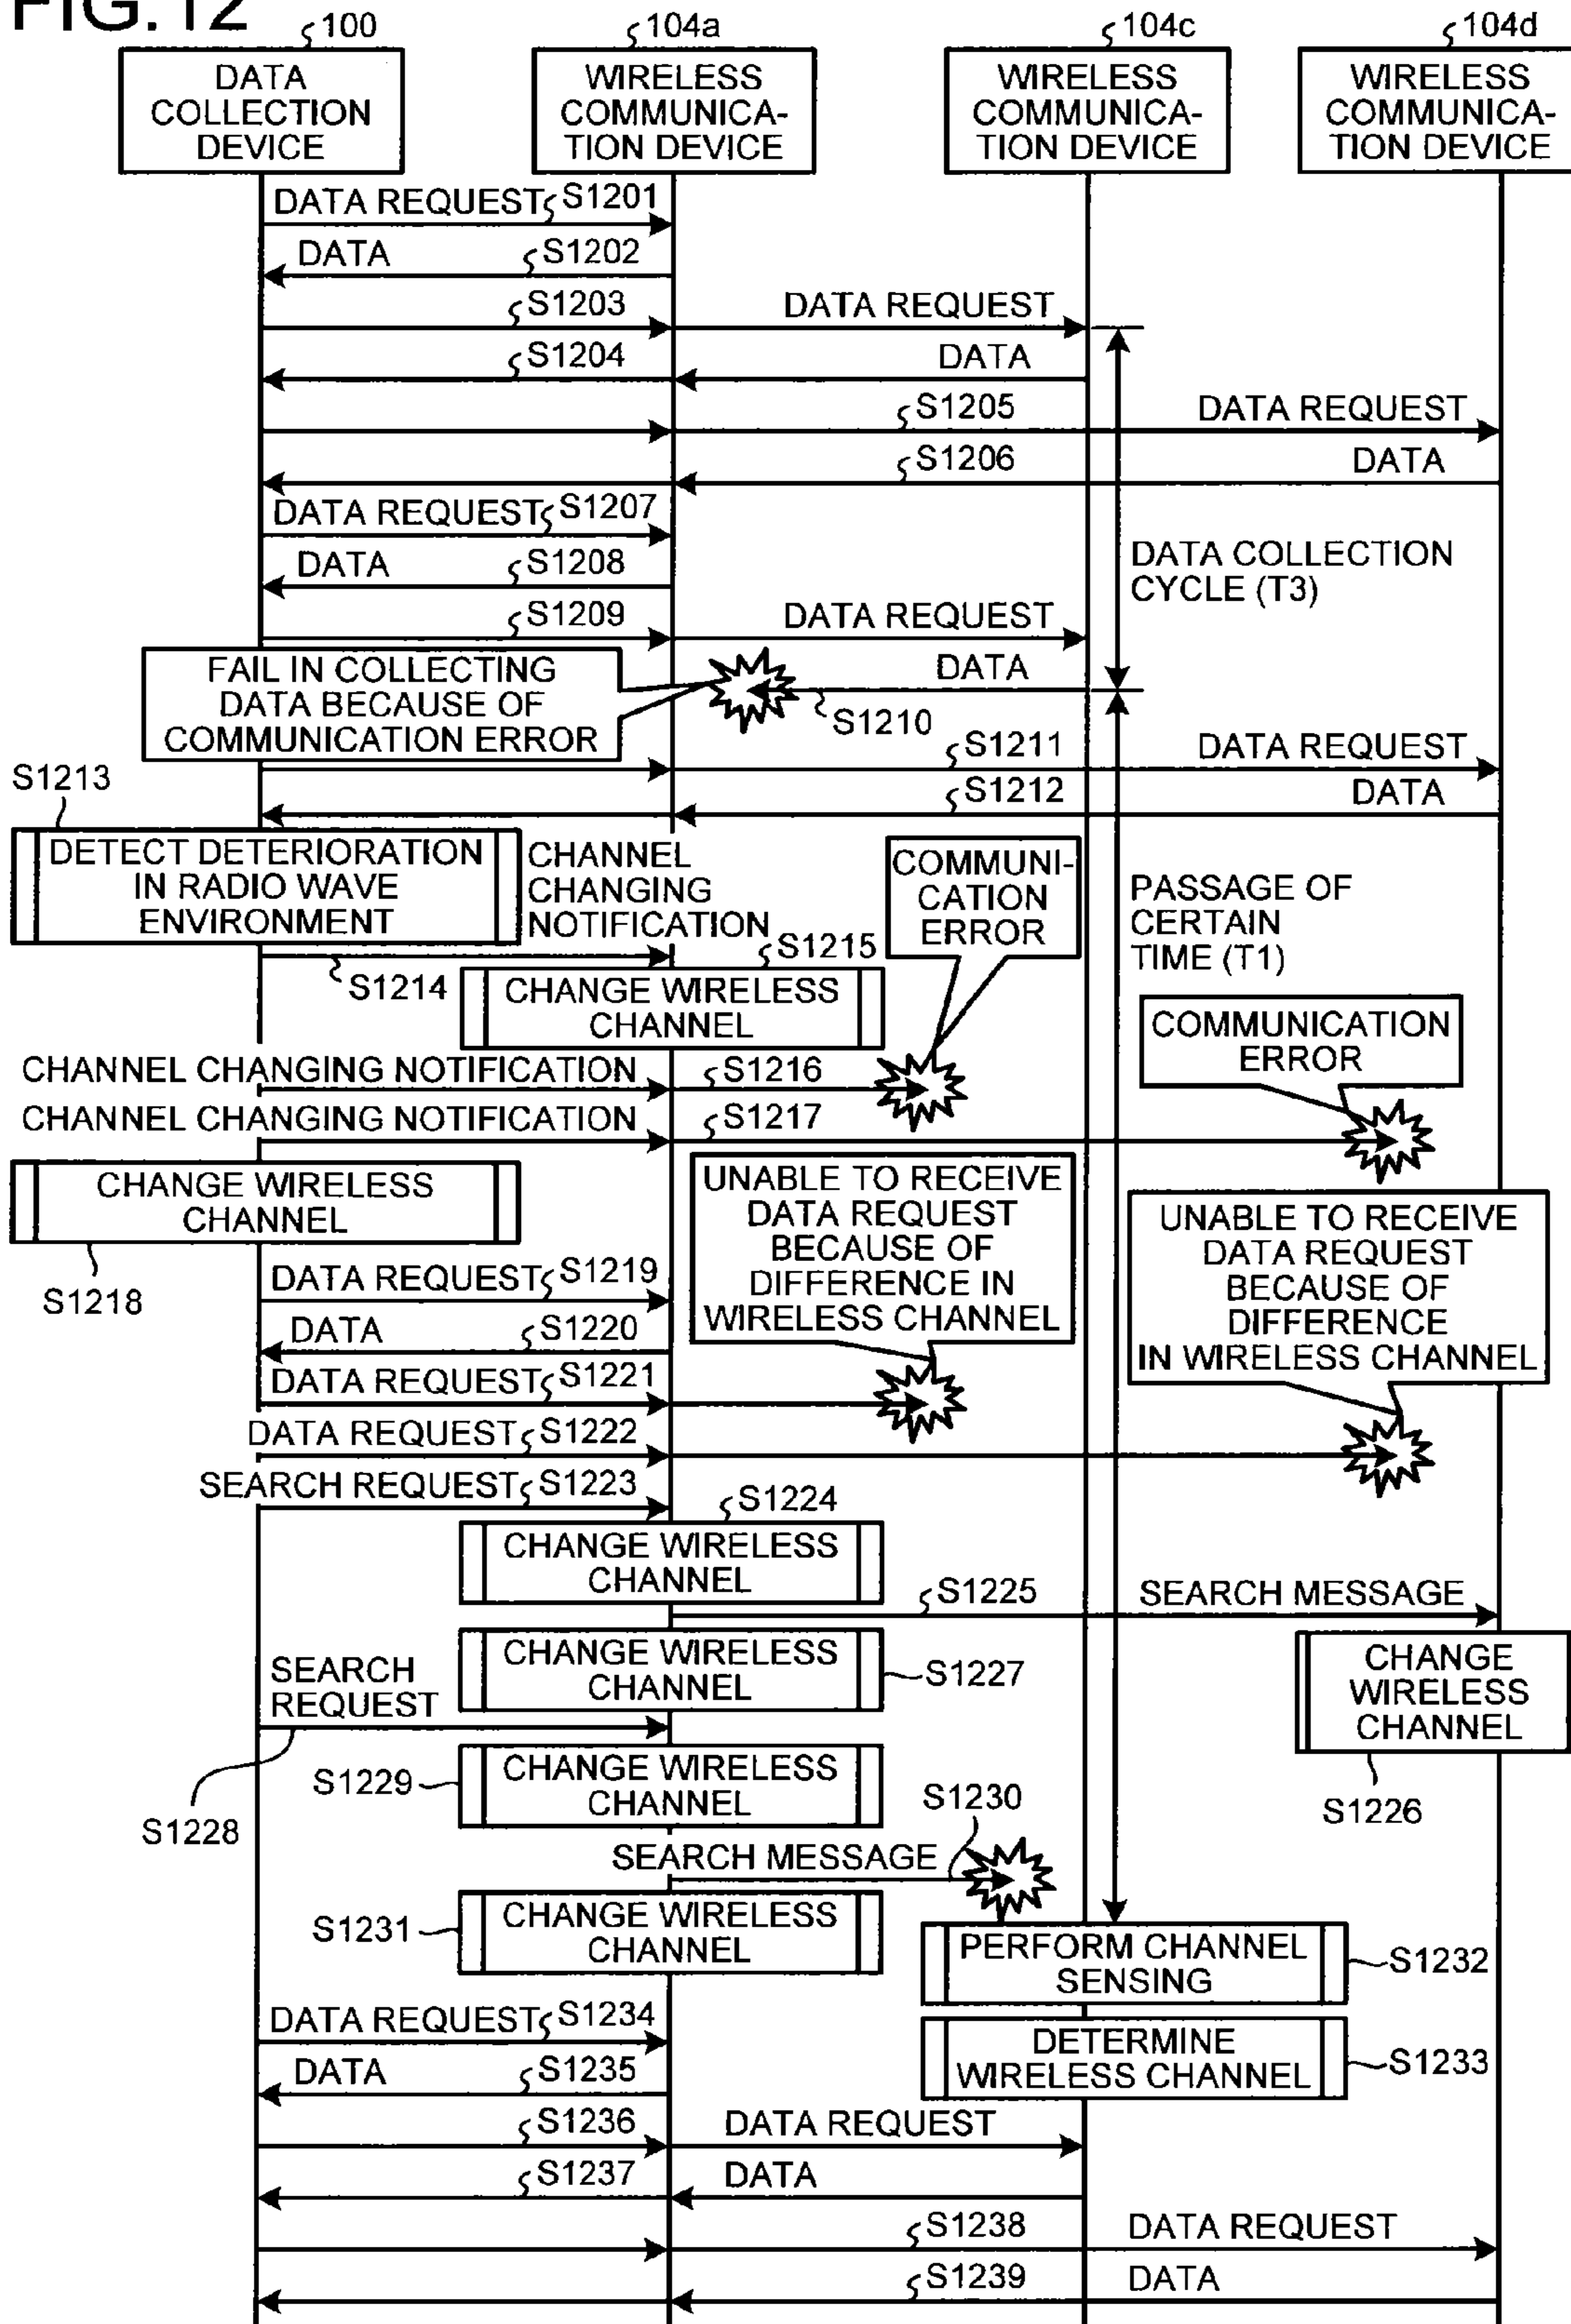 FIG.12
100
104a
104c
104d
DATA
COLLECTION
DEVICE
WIRELESS
COMMUNICA-
TION DEVICE
WIRELESS
COMMUNICA-
TION DEVICE
WIRELESS
COMMUNICA-
TION DEVICE
DATA REQUEST S1201
DATA S1202
S1203 DATA REQUEST
S1204 DATA
S1205 DATA REQUEST
S1206 DATA
DATA REQUEST S1207
DATA S1208
DATA COLLECTION
CYCLE (T3)
S1209 DATA REQUEST
FAIL IN COLLECTING
DATA BECAUSE OF
COMMUNICATION ERROR
DATA
S1210
S1211 DATA REQUEST
S1212 DATA
S1213
DETECT DETERIORATION
IN RADIO WAVE
ENVIRONMENT
CHANNEL
CHANGING
NOTIFICATION
S1214
COMMUNI-
CATION
ERROR
PASSAGE OF
CERTAIN
TIME (T1)
S1215
CHANGE WIRELESS
CHANNEL
COMMUNICATION
ERROR
CHANNEL CHANGING NOTIFICATION S1216
CHANNEL CHANGING NOTIFICATION S1217
CHANGE WIRELESS
CHANNEL
S1218
UNABLE TO RECEIVE
DATA REQUEST
BECAUSE OF
DIFFERENCE IN
WIRELESS CHANNEL
UNABLE TO RECEIVE
DATA REQUEST
BECAUSE OF
DIFFERENCE
IN WIRELESS CHANNEL
DATA REQUEST S1219
DATA S1220
DATA REQUEST S1221
DATA REQUEST S1222
SEARCH REQUEST S1223
S1224
CHANGE WIRELESS
CHANNEL
S1225 SEARCH MESSAGE
CHANGE WIRELESS
CHANNEL
S1227
CHANGE
WIRELESS
CHANNEL
S1226
SEARCH
REQUEST
S1228
S1229
CHANGE WIRELESS
CHANNEL
S1230
SEARCH MESSAGE
S1231
CHANGE WIRELESS
CHANNEL
PERFORM CHANNEL
SENSING
S1232
DETERMINE
WIRELESS CHANNEL
S1233
DATA REQUEST S1234
DATA S1235
S1236 DATA REQUEST
S1237 DATA
S1238 DATA REQUEST
S1239 DATA